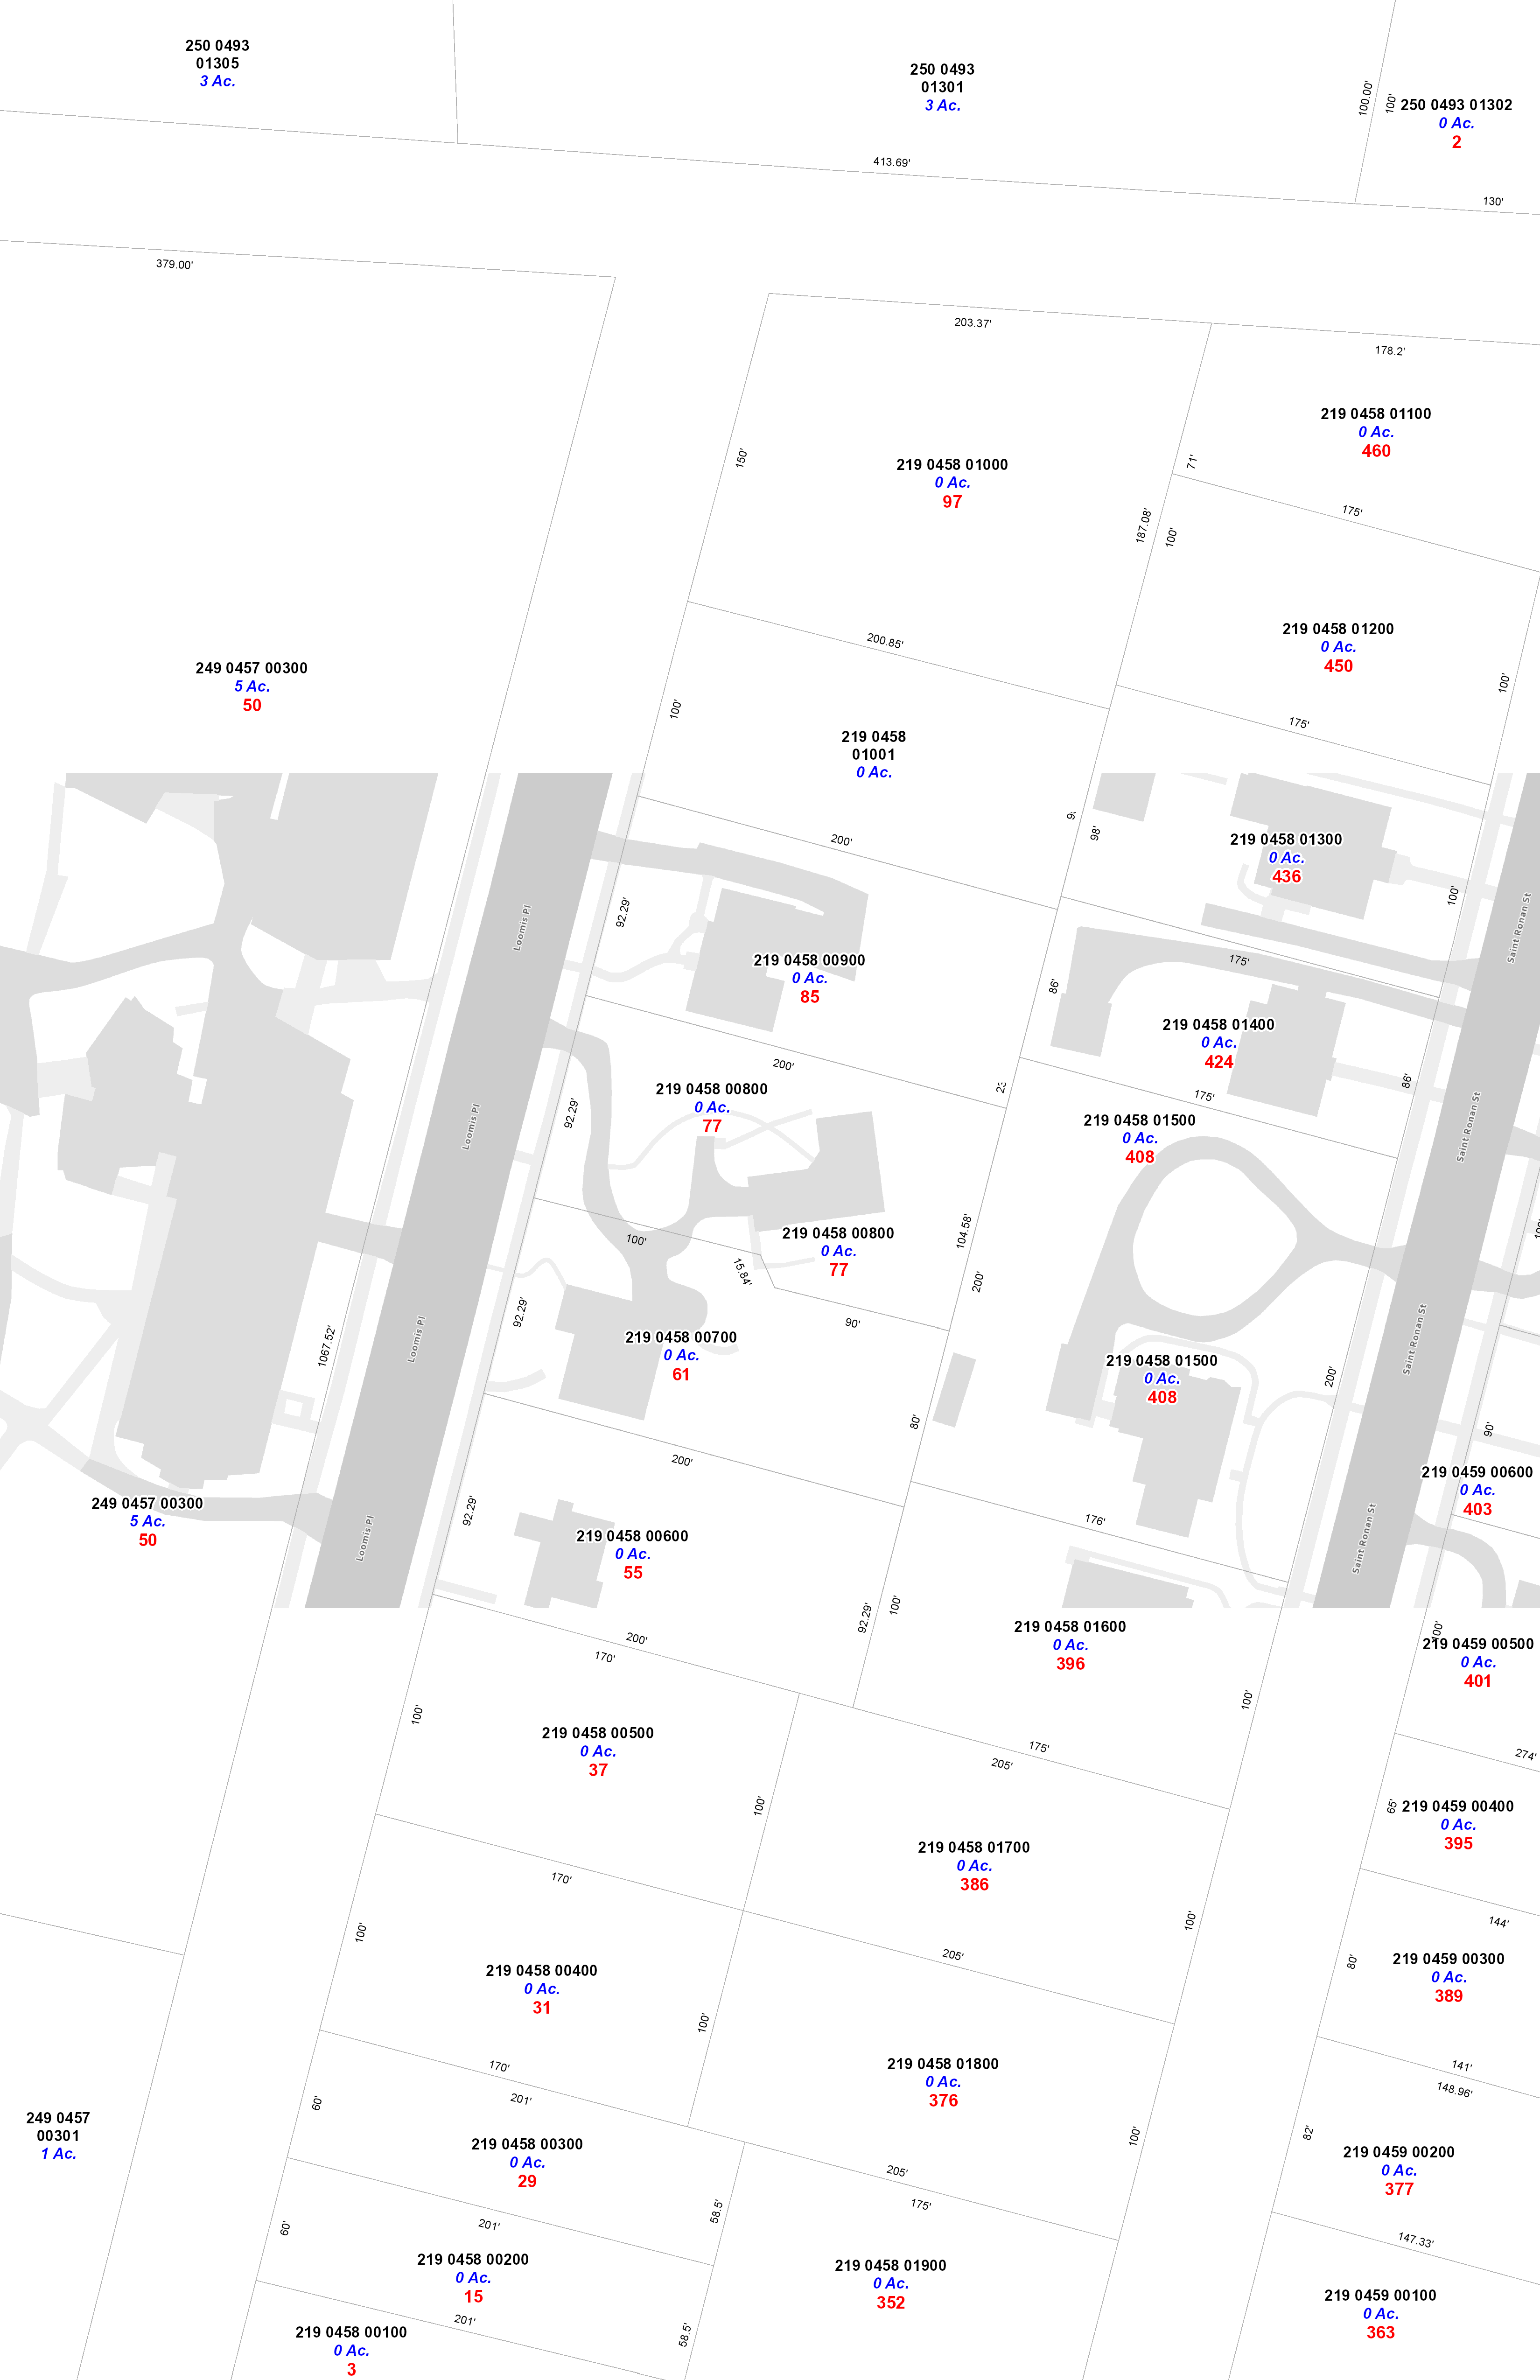 250 0493
01305
3 Ac.
250 0493
01301
3 Ac.
100.00'
100'
250 0493 01302
0 Ac.
2
413.69'
130'
379.00'
203.37'
178.2'
150'
219 0458 01000
0 Ac.
97
219 0458 01100
0 Ac.
460
71'
187.08'
100'
175'
249 0457 00300
5 Ac.
50
200.85'
219 0458 01200
0 Ac.
450
100'
100'
175'
219 0458
01001
0 Ac.
200'
98'
219 0458 01300
0 Ac.
436
100'
92.29'
Loomis Pl
Saint Ronan St
219 0458 00900
0 Ac.
85
175'
86'
219 0458 01400
0 Ac.
424
86'
200'
23
175'
219 0458 00800
0 Ac.
77
92.29'
Loomis Pl
219 0458 01500
0 Ac.
408
Saint Ronan St
100'
104.58'
219 0458 00800
0 Ac.
77
15.84'
200'
92.29'
90'
1067.52'
Loomis Pl
219 0458 00700
0 Ac.
61
Saint Ronan St
219 0458 01500
0 Ac.
408
200'
80'
90'
200'
219 0459 00600
0 Ac.
403
249 0457 00300
5 Ac.
50
92.29'
Loomis Pl
176'
219 0458 00600
0 Ac.
55
Saint Ronan St
92.29'
100'
200'
170'
219 0458 01600
0 Ac.
396
100'
219 0459 00500
0 Ac.
401
100'
100'
219 0458 00500
0 Ac.
37
175'
205'
274'
100'
65'
219 0459 00400
0 Ac.
395
219 0458 01700
0 Ac.
386
170'
100'
100'
205'
144'
80'
219 0459 00300
0 Ac.
389
219 0458 00400
0 Ac.
31
100'
170'
201'
60'
219 0458 01800
0 Ac.
376
141'
148.96'
249 0457
00301
1 Ac.
100'
82'
219 0458 00300
0 Ac.
29
205'
175'
219 0459 00200
0 Ac.
377
58.5'
60'
201'
147.33'
219 0458 00200
0 Ac.
15
219 0458 01900
0 Ac.
352
219 0459 00100
0 Ac.
363
201'
58.5'
219 0458 00100
0 Ac.
3